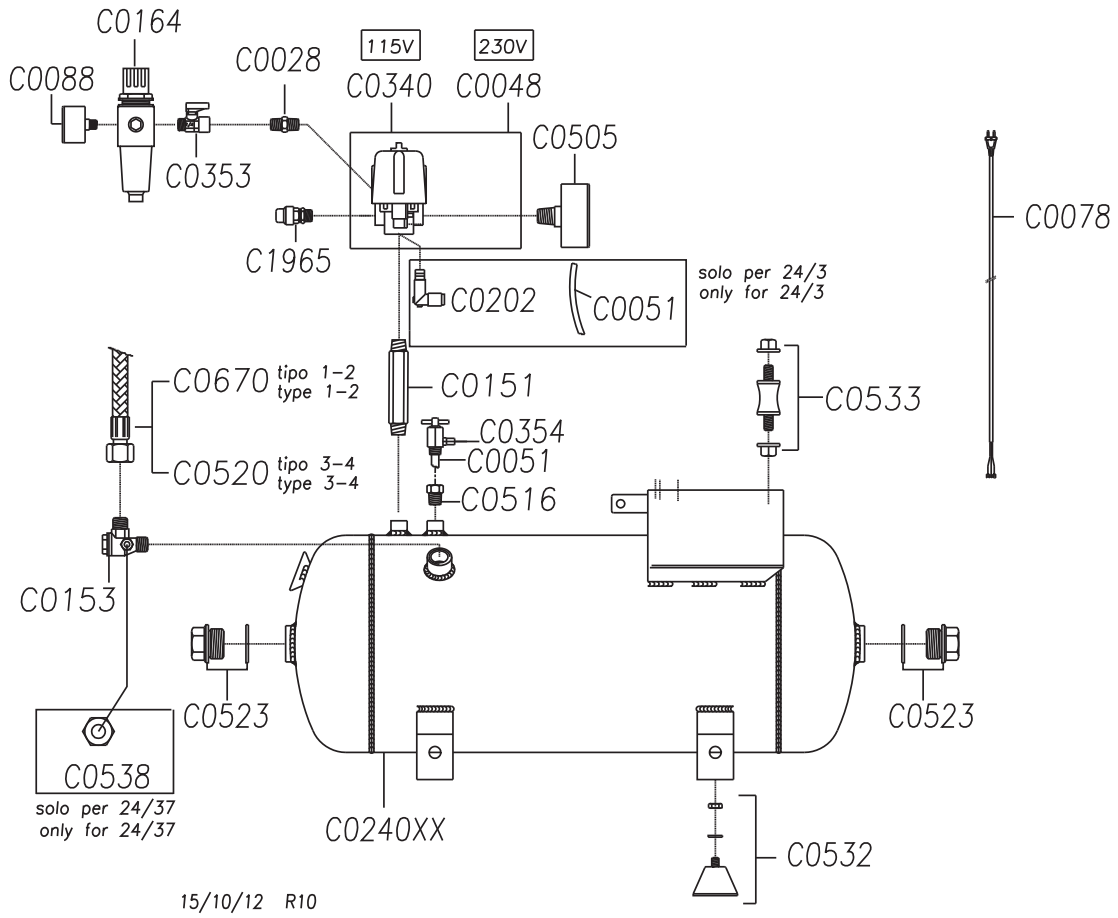 C0164
115V
230V
C0088
C0028
C0340
C0048
C0505
C0353
C0078
C1965
solo per 24/3
only for 24/3
C0202
C0051
C0670 tipo 1-2
type 1-2
C0151
C0533
C0354
C0051
C0520 tipo 3-4
type 3-4
C0516
C0153
C0523
C0523
C0538
solo per 24/37
only for 24/37
C0240XX
C0532
15/10/12 R10